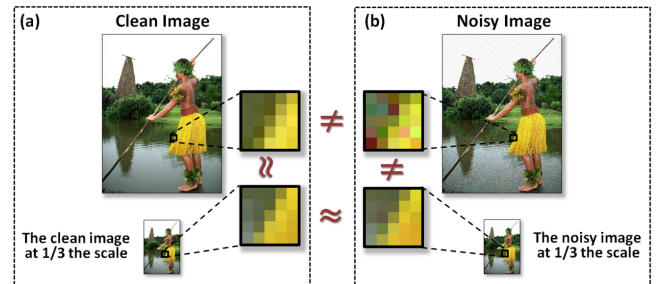 (a)
Clean Image
(b)
Noisy Image
≠
≈
≠
≈
The clean image
at 1/3 the scale
The noisy image
at 1/3 the scale